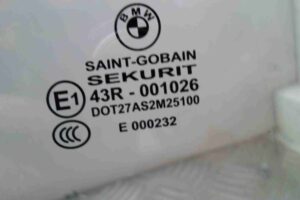 BMW
SAINT-GOBAIN
SEKURIT
E1 43R - 001026
DOT27AS2M25100
CCC E 000232